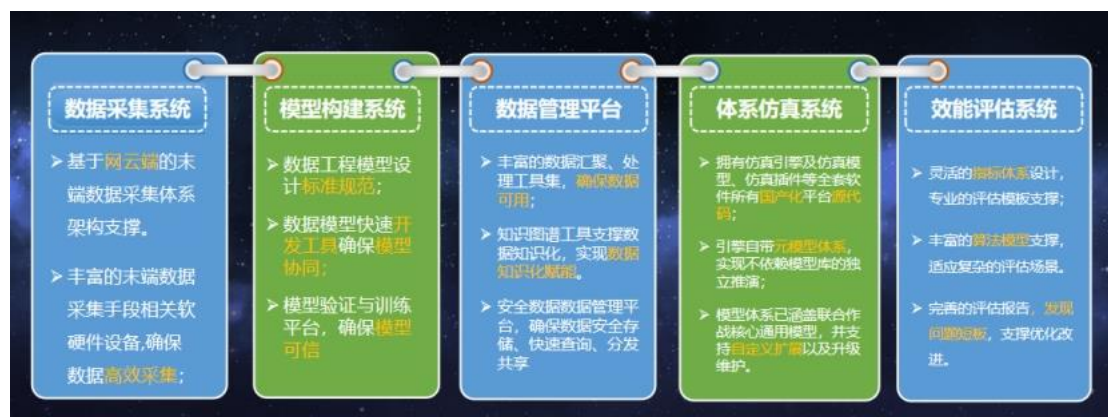 数据采集系统
➢ 基于网云端的末
端数据采集体系
架构支撑。
➢ 丰富的末端数据
采集手段相关软
硬件设备,确保
数据高效采集;
模型构建系统
➢ 数据工程模型设
计标准规范;
➢ 数据模型快速开
发工具确保模型
协同;
➢ 模型验证与训练
平台，确保模型
可信
数据管理平台
➢ 丰富的数据汇聚、处
理工具集，确保数据
可用;
➢ 知识图谱工具支撑数
据知识化，实现数据
知识化赋能。
➢ 安全数据数据管理平
台，确保数据安全存
储、快速查询、分发
共享
体系仿真系统
➢ 拥有仿真引擎及仿真模
型、仿真插件等全套软
件所有国产化平台源代
码;
➢ 引擎自带元模型体系，
实现不依赖模型库的独
立推演;
➢ 模型体系已涵盖联合作
战核心通用模型，并支
持自定义扩展以及升级
维护。
效能评估系统
➢ 灵活的指标体系设计，
专业的评估模板支撑;
➢ 丰富的算法模型支撑，
适应复杂的评估场景。
➢ 完善的评估报告，发现
问题短板，支撑优化改
进。